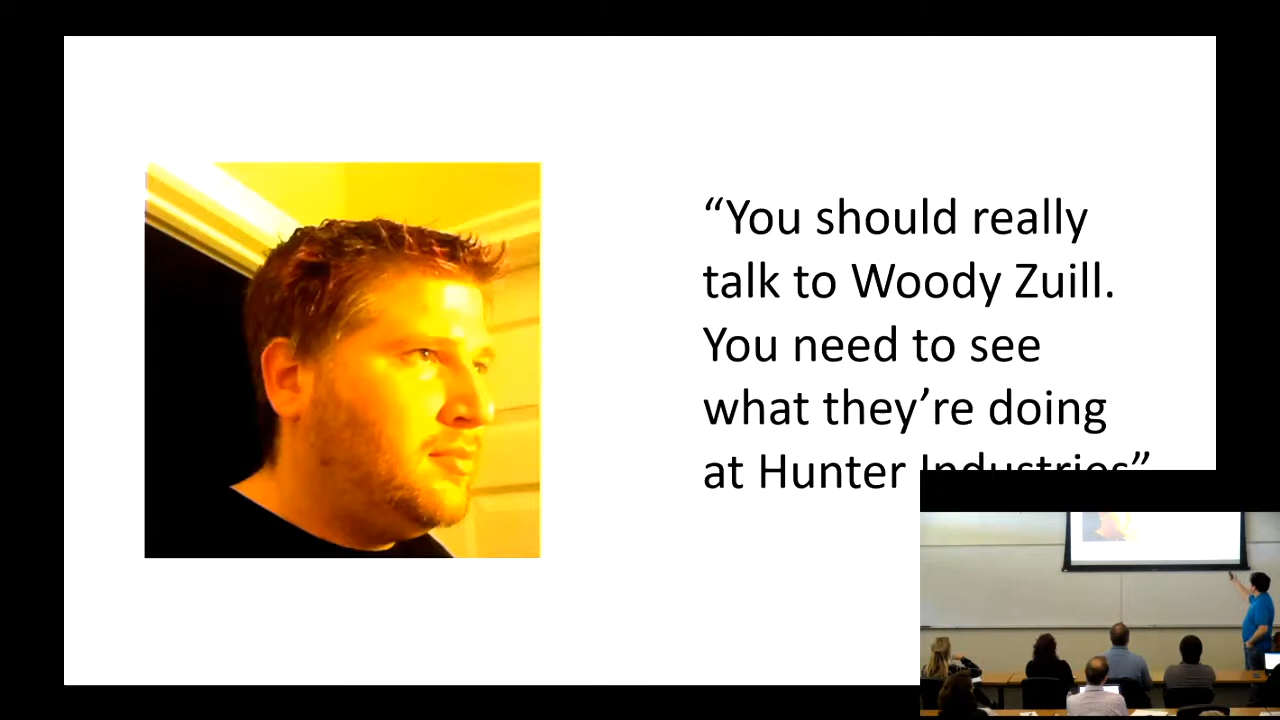 “You should really
talk to Woody Zuill.
You need to see
what they’re doing
at Hunter Industries”